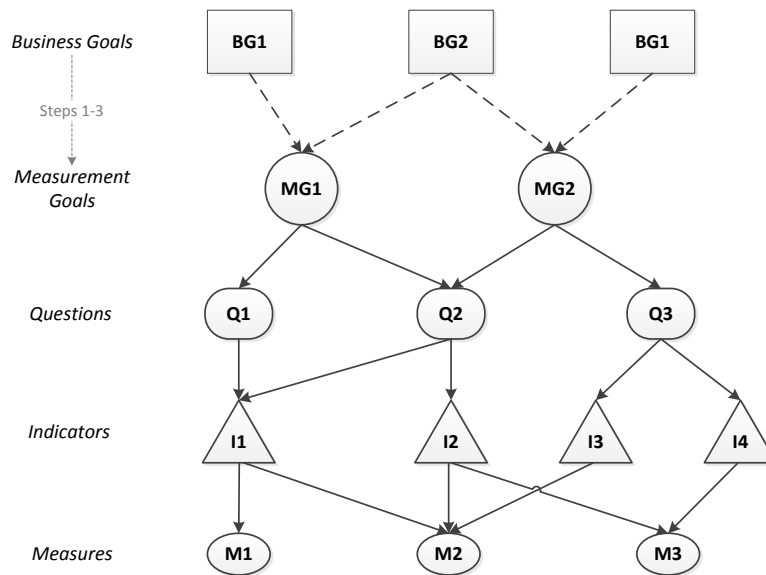 Business Goals
BG1
BG2
BG1
Steps 1-3
Measurement
Goals
MG1
MG2
Questions
Q1
Q2
Q3
Indicators
I1
I2
I3
I4
Measures
M1
M2
M3